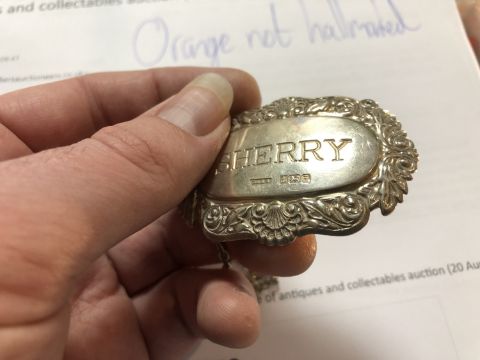 s and collectables auction (
Orange not hallmarked
SHERRY
e of antiques and collectables auction (20 Au